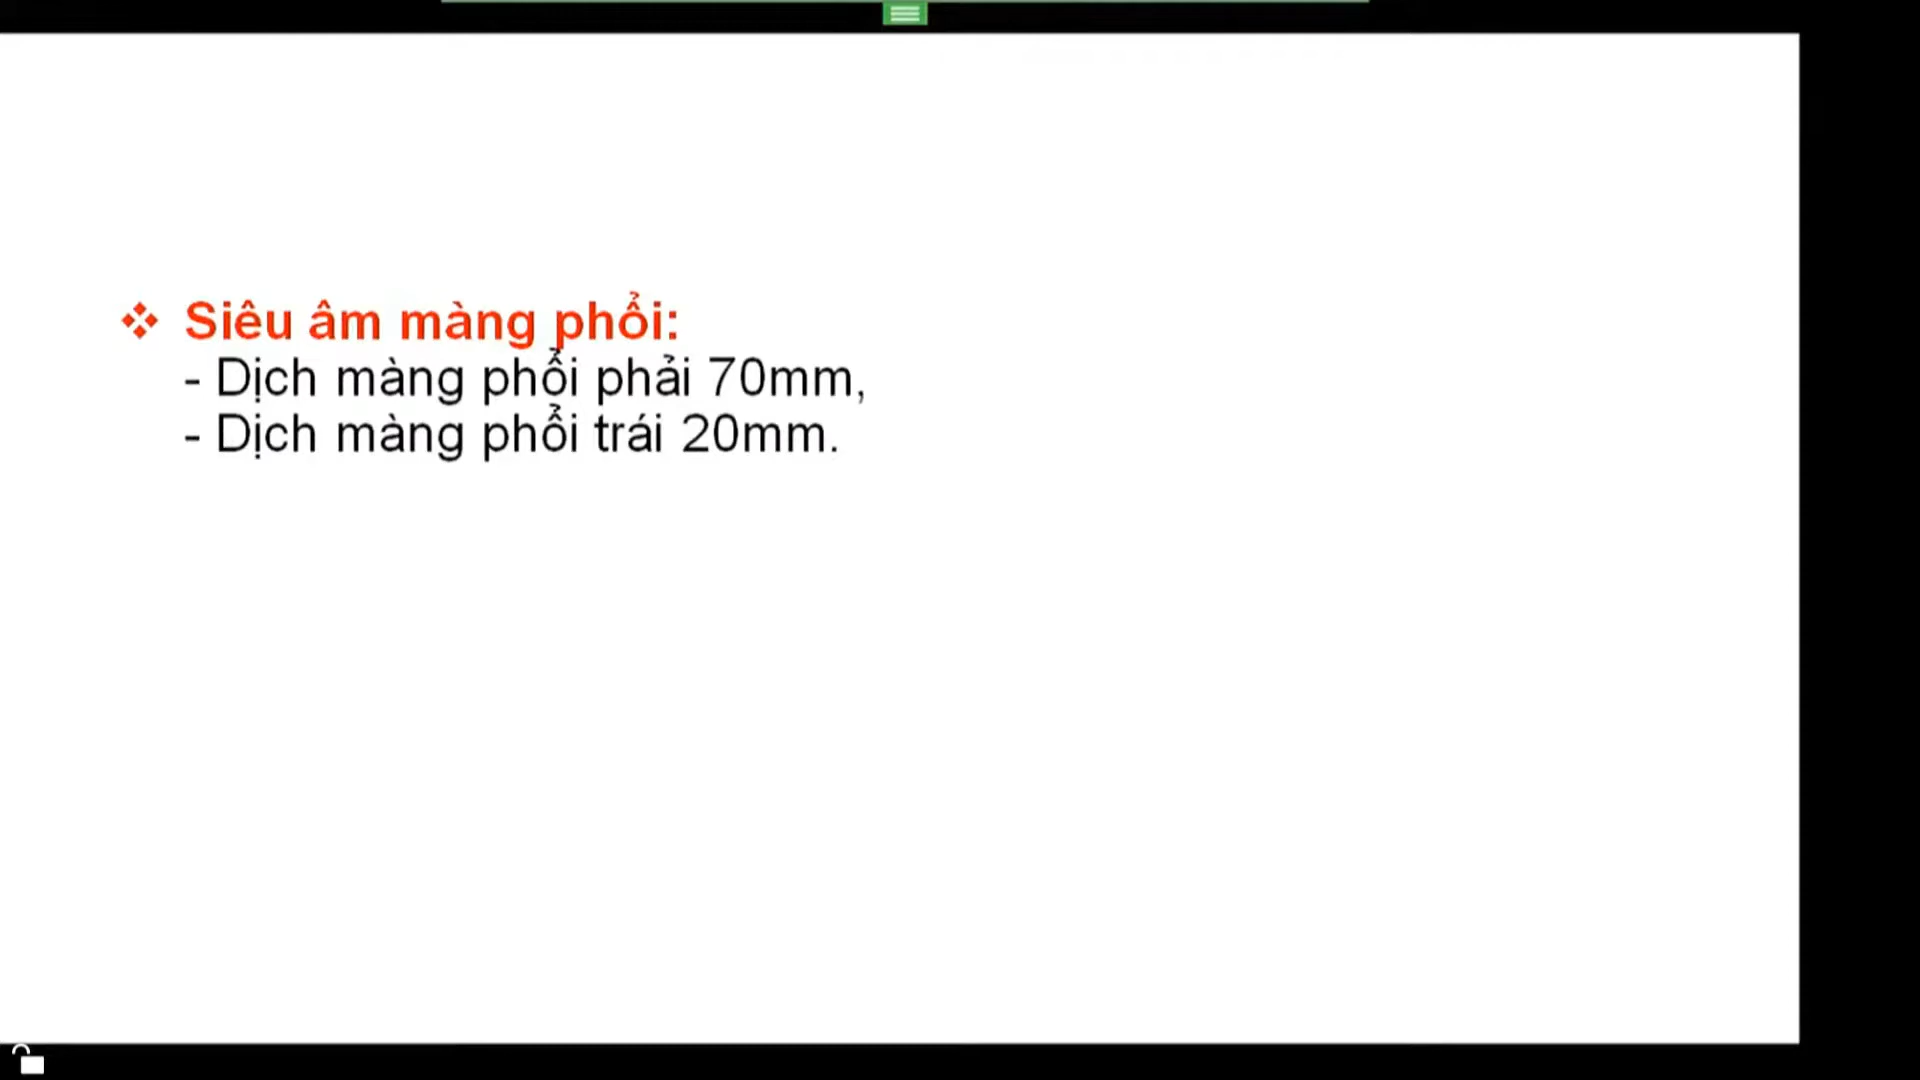 ❖ Siêu âm màng phổi:
- Dịch màng phổi phải 70mm,
- Dịch màng phổi trái 20mm.